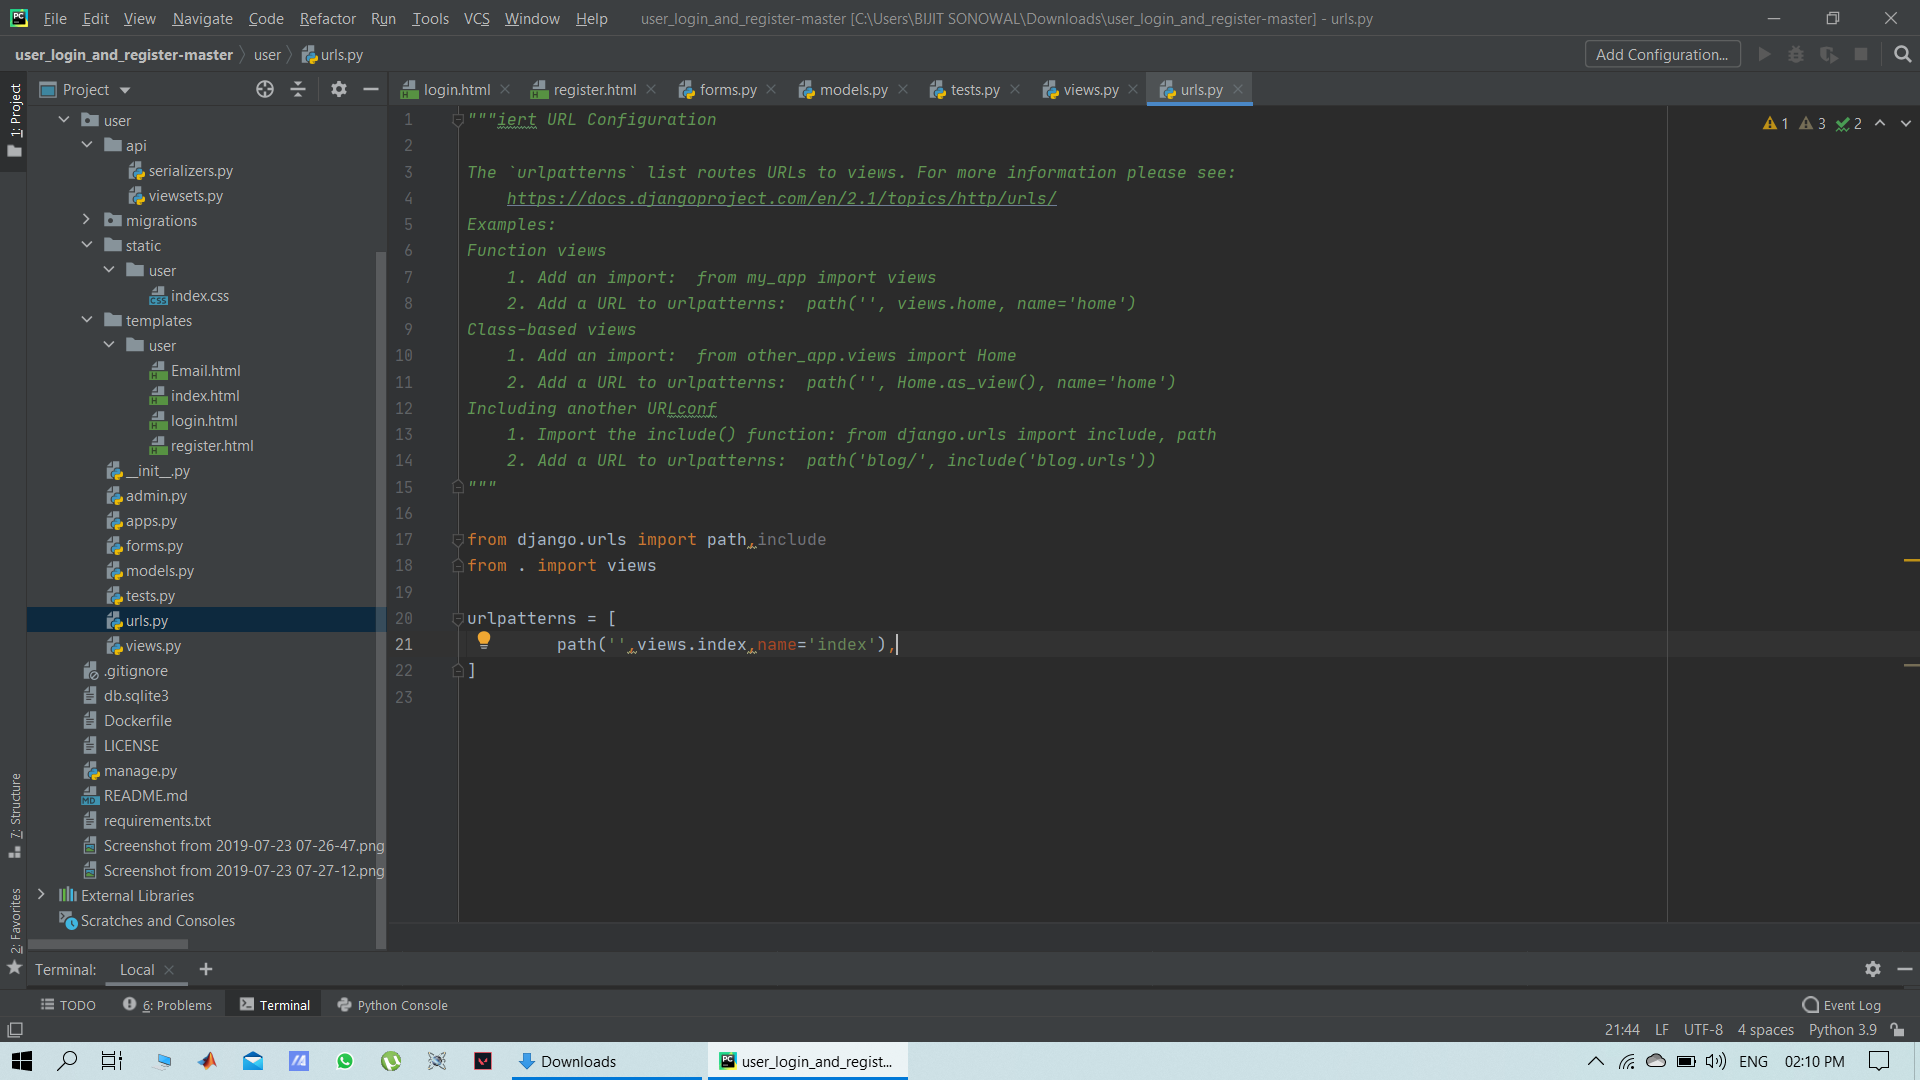 File Edit View Navigate Code Refactor Run Tools VCS Window Help user_login_and_register-master [C:\Users\BIJIT SONOWAL\Downloads\user_login_and_register-master] - urls.py
user_login_and_register-master user urls.py Add Configuration...
1: Project
Project
login.html register.html forms.py models.py tests.py views.py urls.py
user
api
serializers.py
viewsets.py
migrations
static
user
index.css
templates
user
Email.html
index.html
login.html
register.html
__init__.py
admin.py
apps.py
forms.py
models.py
tests.py
urls.py
views.py
.gitignore
db.sqlite3
Dockerfile
LICENSE
manage.py
README.md
requirements.txt
Screenshot from 2019-07-23 07-26-47.png
Screenshot from 2019-07-23 07-27-12.png
External Libraries
Scratches and Consoles
7: Structure
2: Favorites
1 3 2
1 """iert URL Configuration
2
3 The `urlpatterns` list routes URLs to views. For more information please see:
4 https://docs.djangoproject.com/en/2.1/topics/http/urls/
5 Examples:
6 Function views
7 1. Add an import:  from my_app import views
8 2. Add a URL to urlpatterns:  path('', views.home, name='home')
9 Class-based views
10 1. Add an import:  from other_app.views import Home
11 2. Add a URL to urlpatterns:  path('', Home.as_view(), name='home')
12 Including another URLconf
13 1. Import the include() function: from django.urls import include, path
14 2. Add a URL to urlpatterns:  path('blog/', include('blog.urls'))
15 """
16
17 from django.urls import path,include
18 from . import views
19
20 urlpatterns = [
21 path('',views.index,name='index'),
22 ]
23
Terminal: Local
TODO 6: Problems Terminal Python Console Event Log
21:44 LF UTF-8 4 spaces Python 3.9
Downloads user_login_and_regist... ENG 02:10 PM